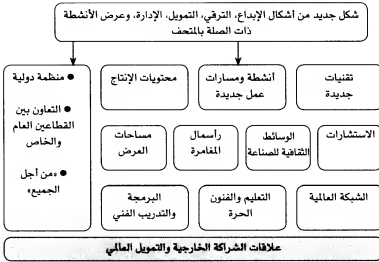 شكل جديد من أشكال الإبداع، الترقي، التمويل، الإدارة، وعرض الأنشطة
ذات الصلة بالمتحف
تقنيات
جديدة
أنشطة ومسارات
عمل جديدة
محتويات الإنتاج
● منظمة دولية
● التعاون بين
القطاعين العام
والخاص
● «من أجل
الجميع»
الاستشارات
الوسائط
الثقافية للصناعة
رأسمال
المغامرة
مساحات
العرض
الشبكة العالمية
التعليم والفنون
الحرة
البرمجة
والتدريب الفني
علاقات الشراكة الخارجية والتمويل العالمي